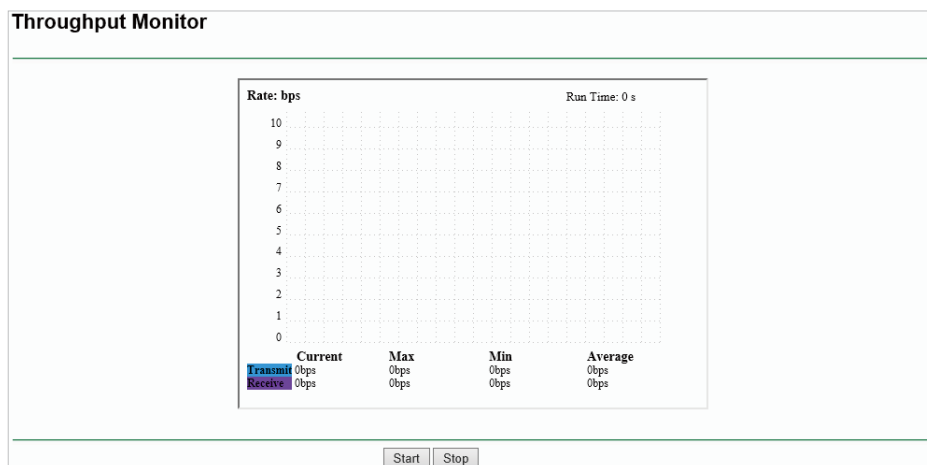 Throughput Monitor
Rate: bps Run Time: 0 s
10
9
8
7
6
5
4
3
2
1
0
Current Max Min Average
Transmit 0bps 0bps 0bps 0bps
Receive 0bps 0bps 0bps 0bps
Start Stop